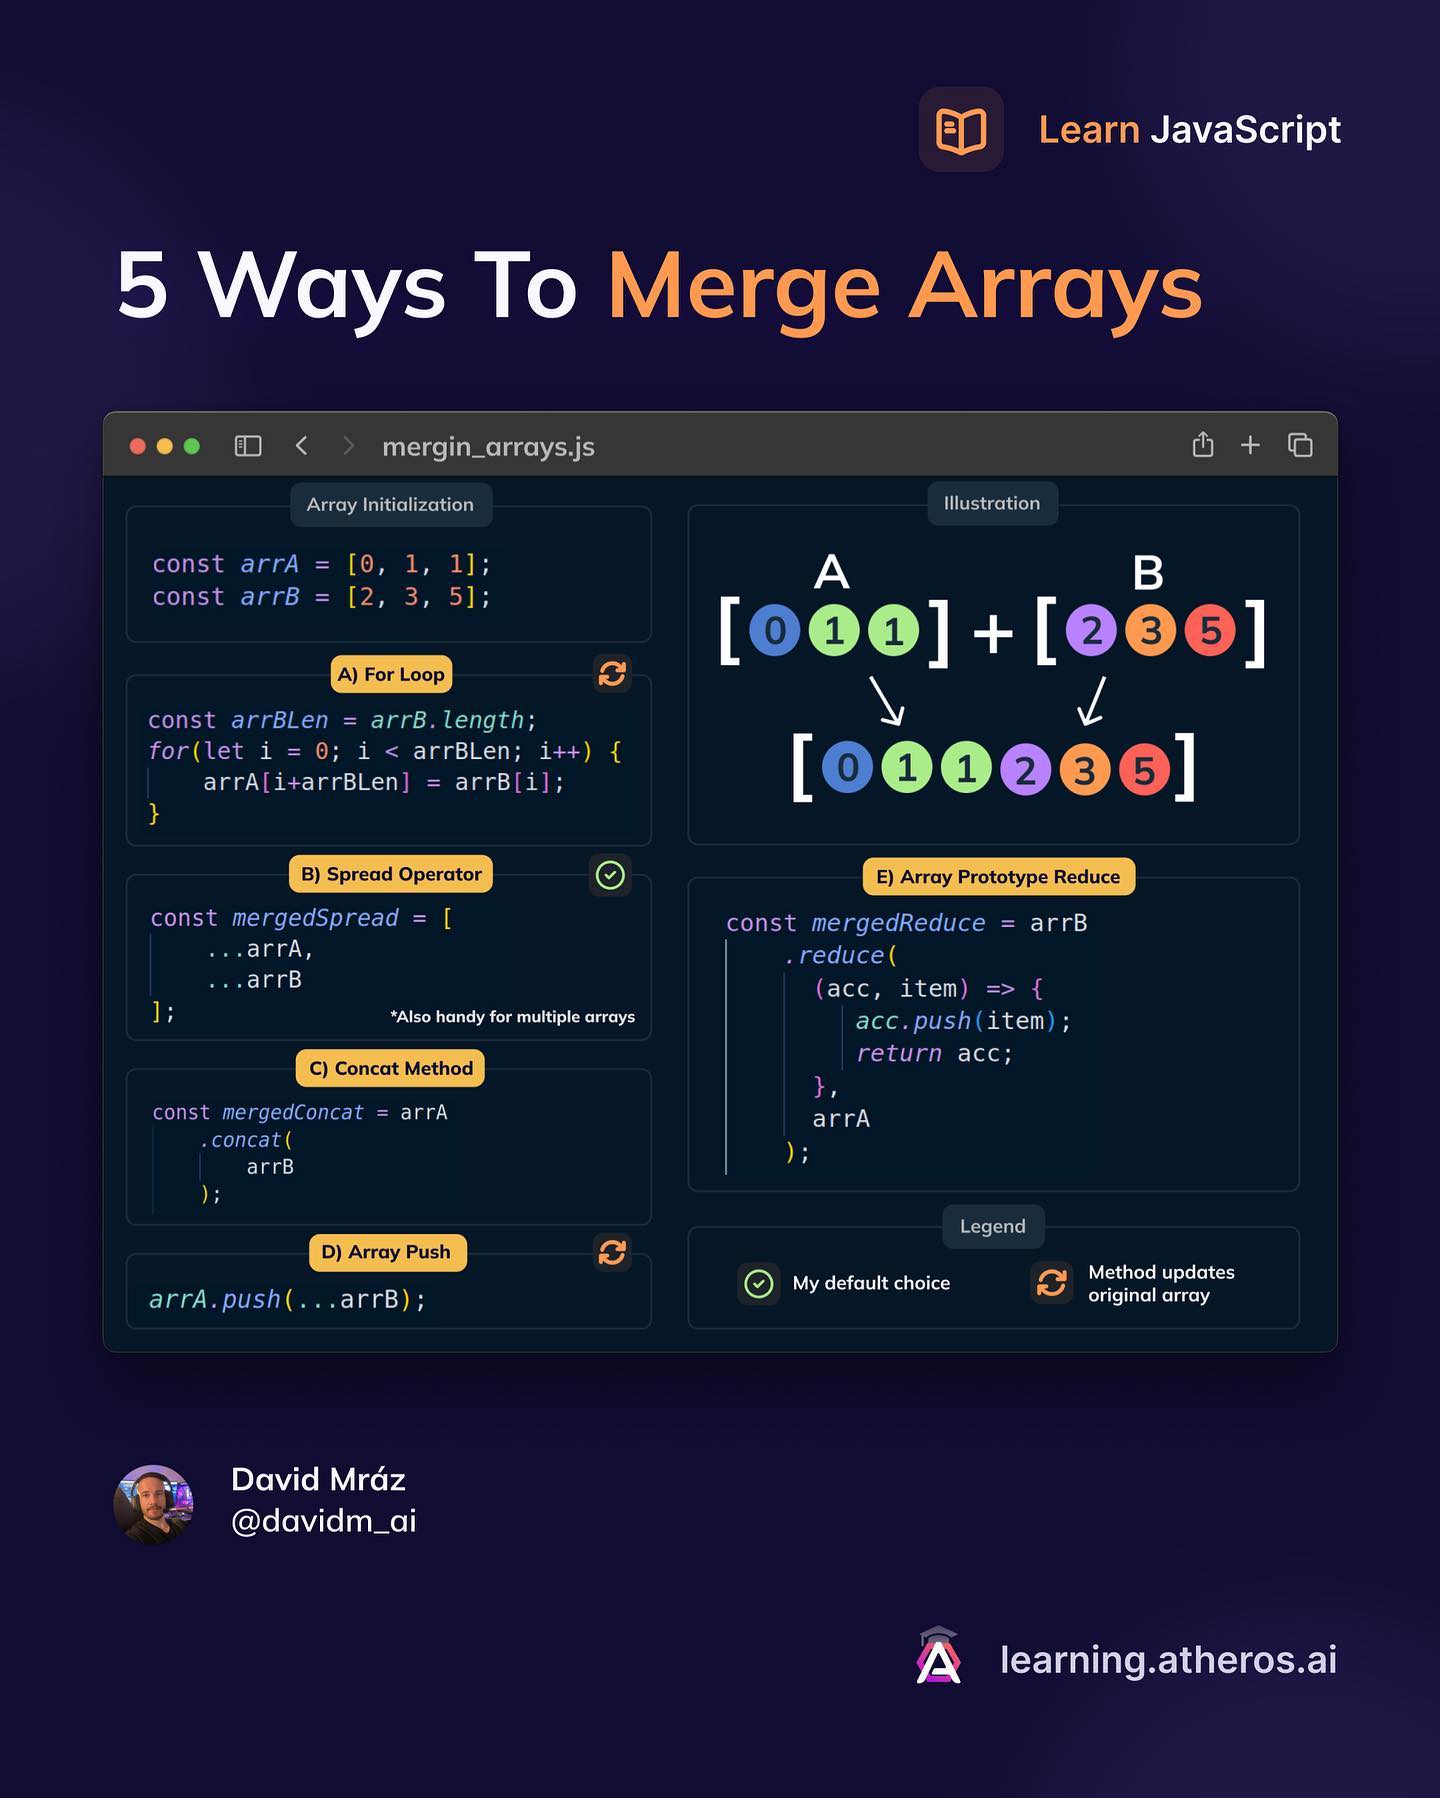 Learn JavaScript
5 Ways To Merge Arrays
mergin_arrays.js
Array Initialization
const arrA = [0, 1, 1];
const arrB = [2, 3, 5];
A) For Loop
const arrBLen = arrB.length;
for(let i = 0; i < arrBLen; i++) {
arrA[i+arrBLen] = arrB[i];
}
B) Spread Operator
const mergedSpread = [
...arrA,
...arrB
];
*Also handy for multiple arrays
C) Concat Method
const mergedConcat = arrA
.concat(
arrB
);
D) Array Push
arrA.push(...arrB);
Illustration
A B
[0 1 1] + [2 3 5]
[0 1 1 2 3 5]
E) Array Prototype Reduce
const mergedReduce = arrB
.reduce(
(acc, item) => {
acc.push(item);
return acc;
},
arrA
);
Legend
My default choice
Method updates
original array
David Mráz
@davidm_ai
learning.atheros.ai